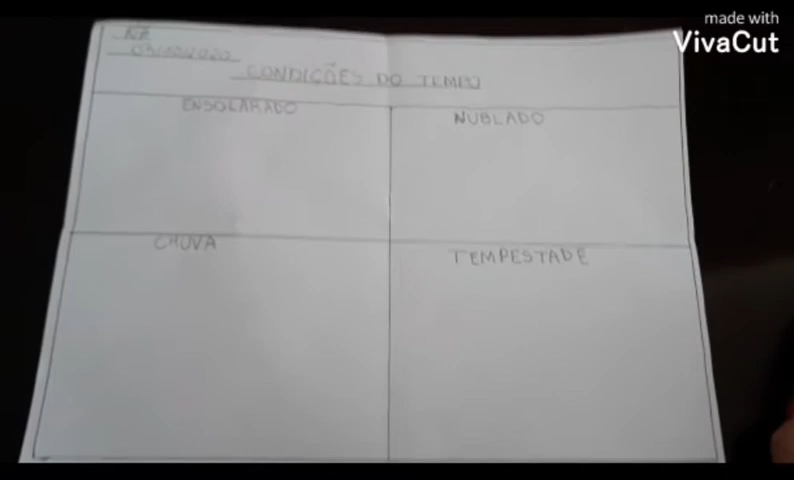 made with
VivaCut
CONDIÇÕES DO TEMPO
ENSOLARADO
NUBLADO
CHUVA
TEMPESTADE